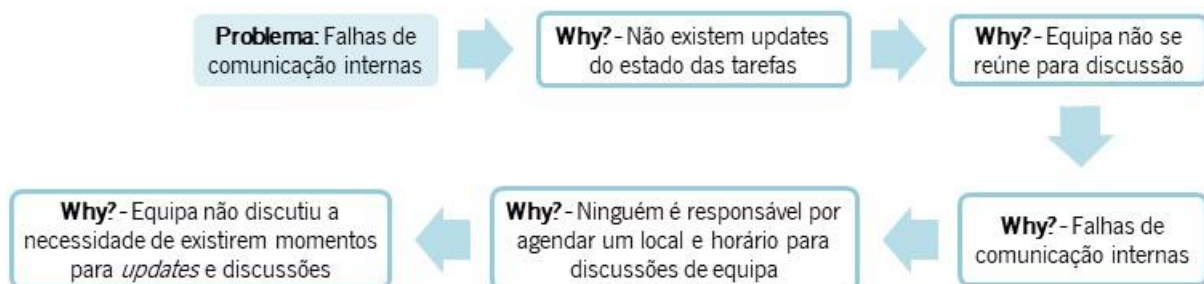 Problema: Falhas de
comunicação internas
Why? - Não existem updates
do estado das tarefas
Why? - Equipa não se
reúne para discussão
Why? - Falhas de
comunicação internas
Why? - Ninguém é responsável por
agendar um local e horário para
discussões de equipa
Why? - Equipa não discutiu a
necessidade de existirem momentos
para updates e discussões